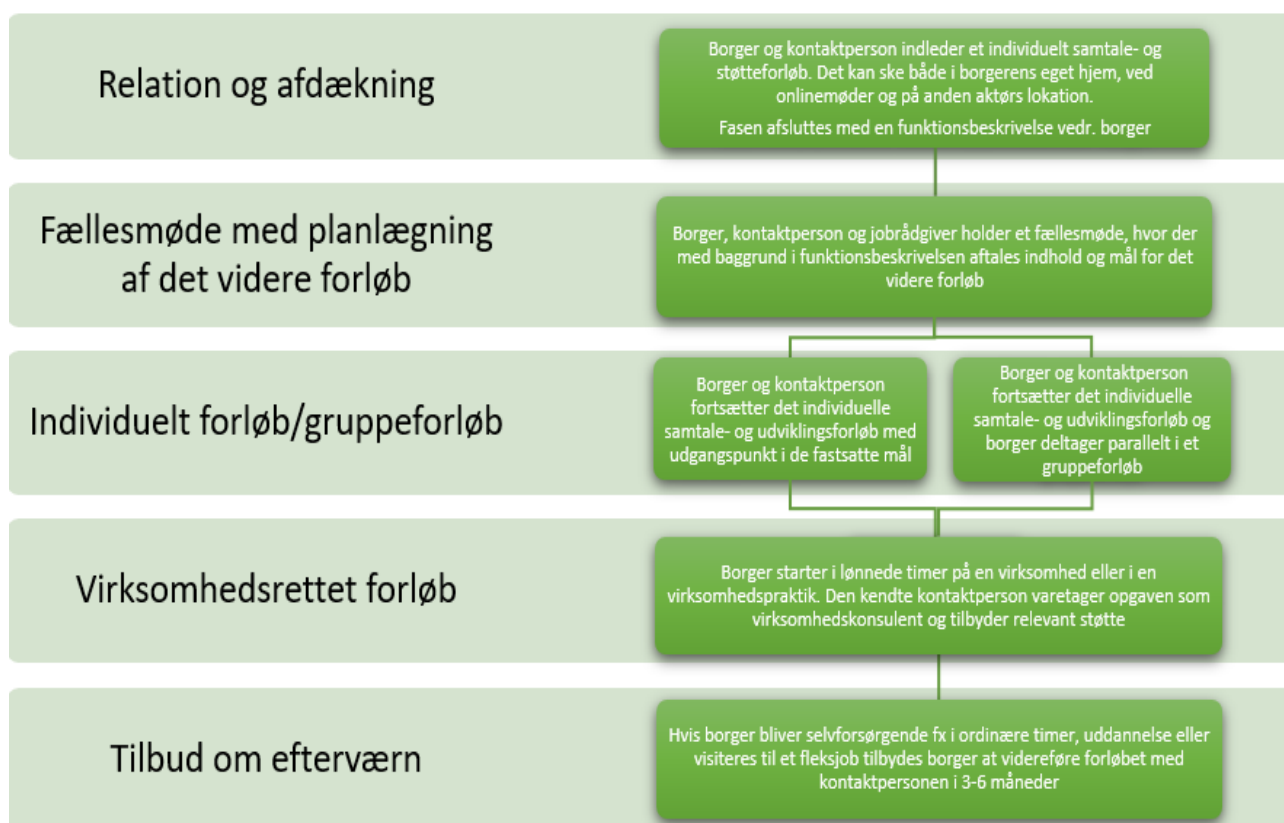 Relation og afdækning
Borger og kontaktperson indleder et individuelt samtale- og
støtteforløb. Det kan ske både i borgerens eget hjem, ved
onlinemøder og på anden aktørs lokation.
Fasen afsluttes med en funktionsbeskrivelse vedr. borger
Fællesmøde med planlægning
af det videre forløb
Borger, kontaktperson og jobrådgiver holder et fællesmøde, hvor der
med baggrund i funktionsbeskrivelsen aftales indhold og mål for det
videre forløb
Individuelt forløb/gruppeforløb
Borger og kontaktperson
fortsætter det individuelle
samtale- og udviklingsforløb med
udgangspunkt i de fastsatte mål
Borger og kontaktperson
fortsætter det individuelle
samtale- og udviklingsforløb og
borger deltager parallelt i et
gruppeforløb
Virksomhedsrettet forløb
Borger starter i lønnede timer på en virksomhed eller i en
virksomhedspraktik. Den kendte kontaktperson varetager opgaven som
virksomhedskonsulent og tilbyder relevant støtte
Tilbud om efterværn
Hvis borger bliver selvforsørgende fx i ordinære timer, uddannelse eller
visiteres til et fleksjob tilbydes borger at videreføre forløbet med
kontaktpersonen i 3-6 måneder